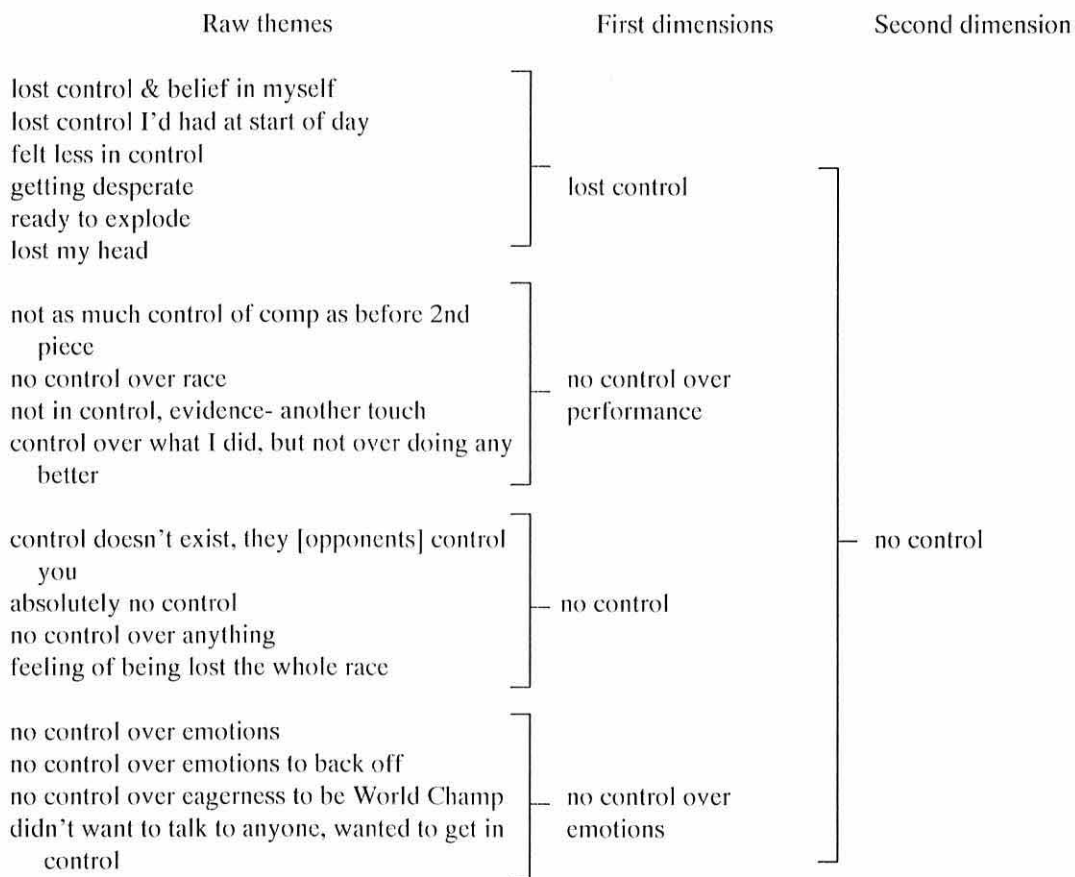 Raw themes First dimensions Second dimension
lost control & belief in myself
lost control I'd had at start of day
felt less in control
getting desperate lost control
ready to explode
lost my head
not as much control of comp as before 2nd
piece
no control over race no control over
not in control, evidence- another touch performance
control over what I did, but not over doing any
better
control doesn't exist, they [opponents] control no control
you
absolutely no control no control
no control over anything
feeling of being lost the whole race
no control over emotions
no control over emotions to back off
no control over eagerness to be World Champ no control over
didn't want to talk to anyone, wanted to get in emotions
control